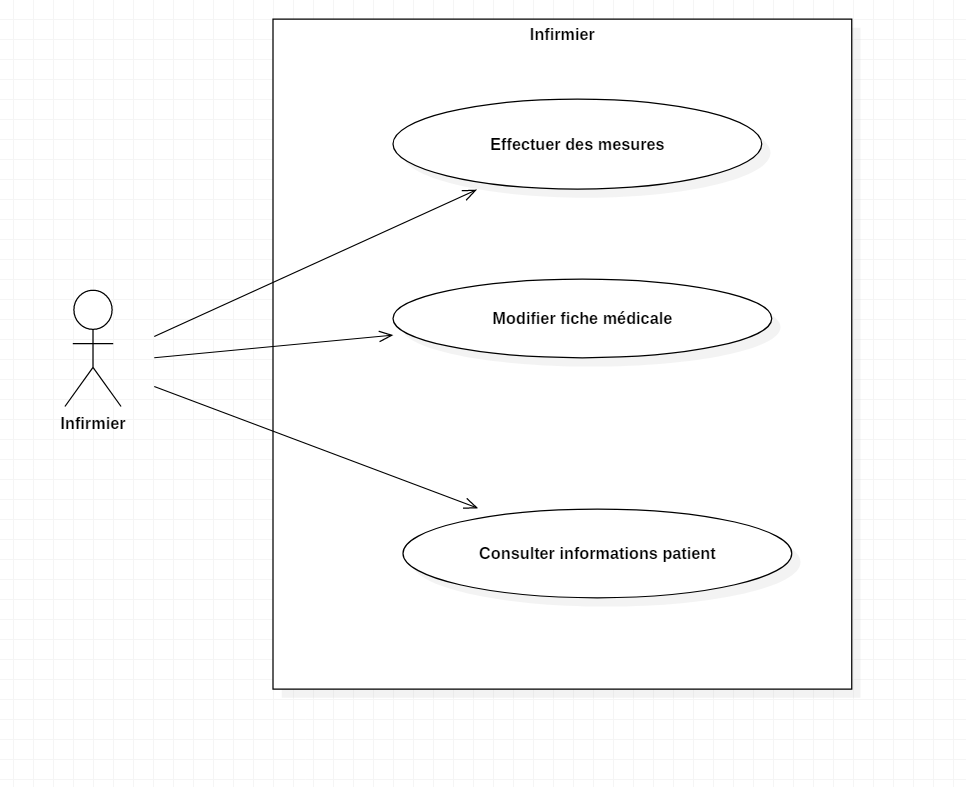 Infirmier
Effectuer des mesures
Modifier fiche médicale
Infirmier
Consulter informations patient